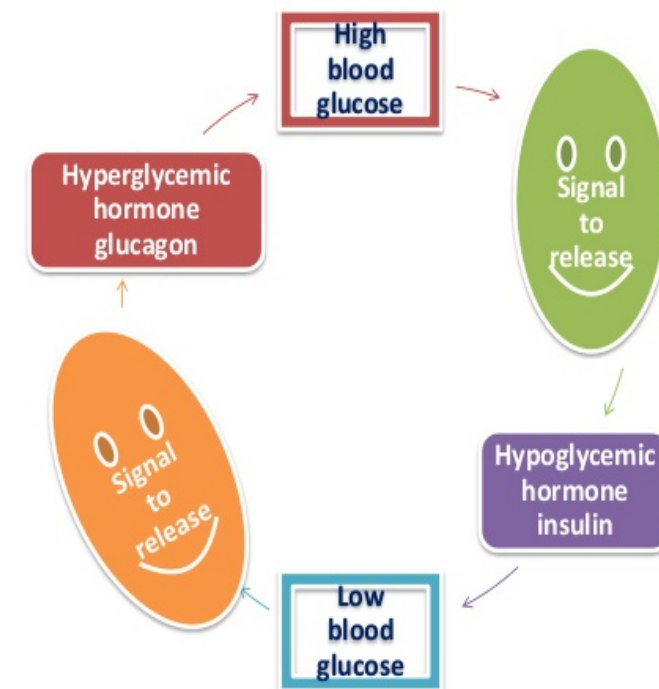 High
blood
glucose
Signal
to
release
Hypoglycemic
hormone
insulin
Low
blood
glucose
Signal
to
release
Hyperglycemic
hormone
glucagon